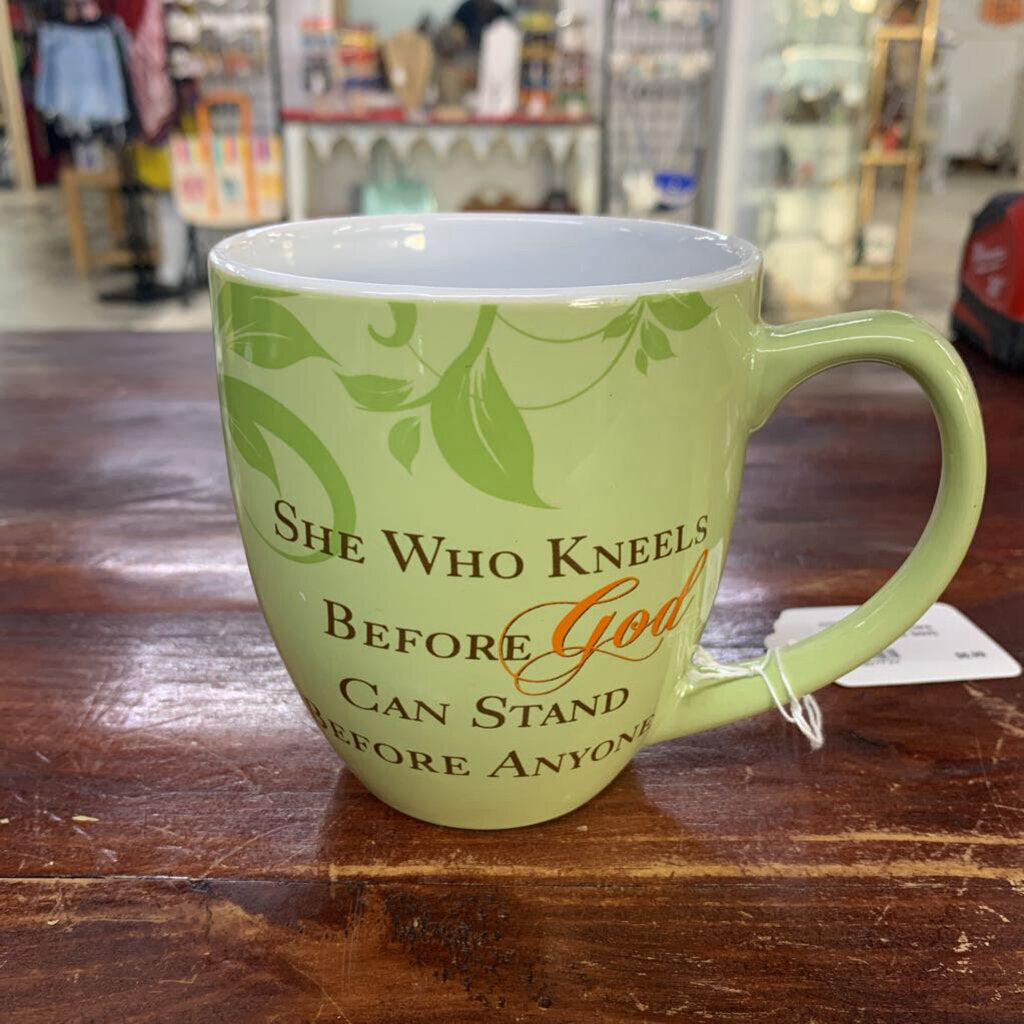 She Who Kneels
Before God
Can Stand
Before Anyone